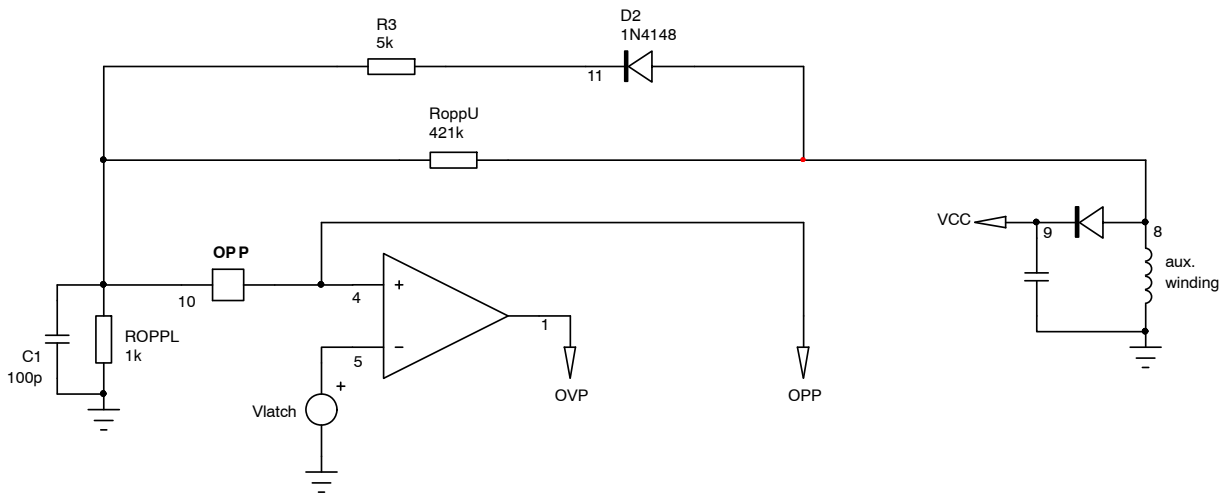 D2
1N4148
R3
5k
11
RoppU
421k
VCC
9
8
aux.
winding
OPP
10
4
+
1
5
−
ROPPL
1k
C1
100p
+
Vlatch
OVP
OPP